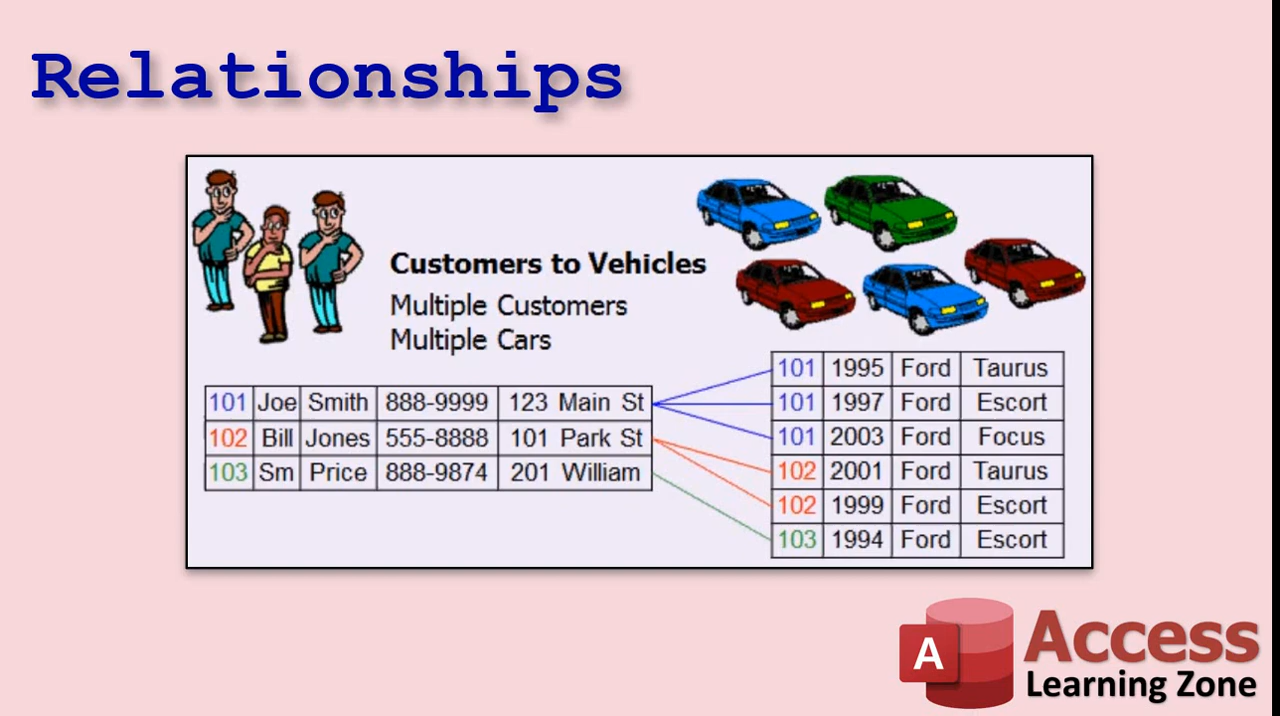 Relationships
Customers to Vehicles
Multiple Customers
Multiple Cars
101 Joe Smith 888-9999 123 Main St
102 Bill Jones 555-8888 101 Park St
103 Sm Price 888-9874 201 William
101 1995 Ford Taurus
101 1997 Ford Escort
101 2003 Ford Focus
102 2001 Ford Taurus
102 1999 Ford Escort
103 1994 Ford Escort
A Access
Learning Zone